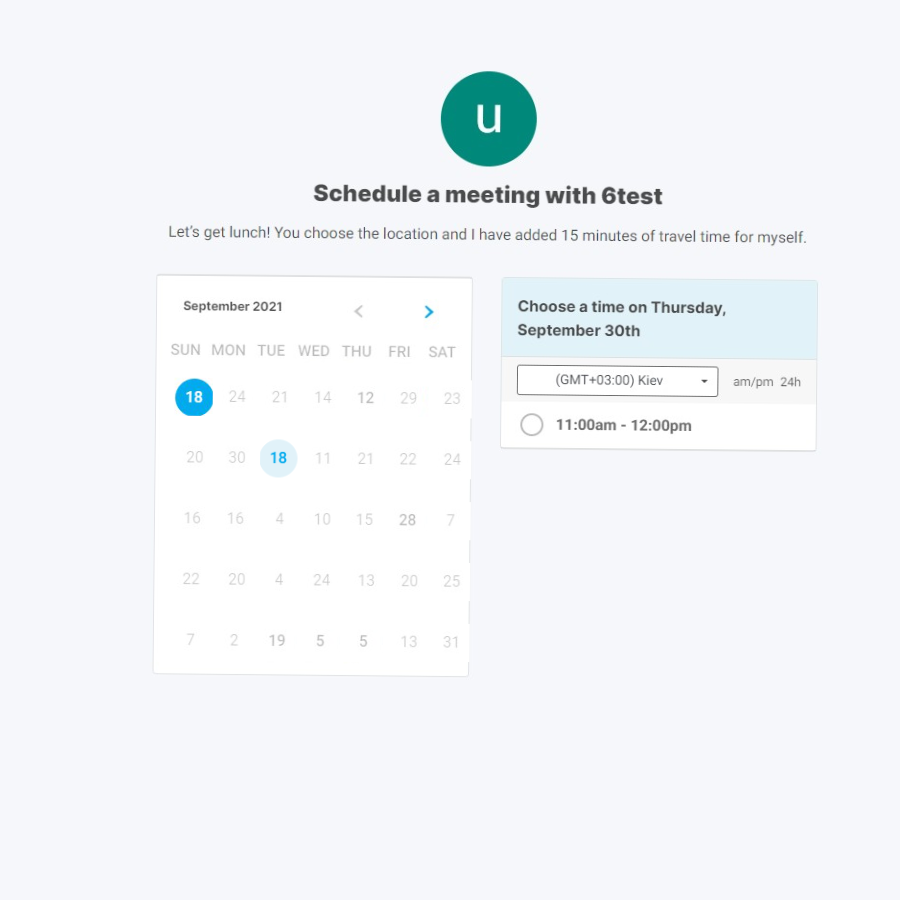 u
Schedule a meeting with 6test
Let's get lunch! You choose the location and I have added 15 minutes of travel time for myself.
September 2021
SUN MON TUE WED THU FRI SAT
18 24 21 14 12 29 23
20 30 18 11 21 22 24
16 16 4 10 15 28 7
22 20 4 24 13 20 25
7 2 19 5 5 13 31
Choose a time on Thursday,
September 30th
(GMT+03:00) Kiev am/pm 24h
11:00am - 12:00pm